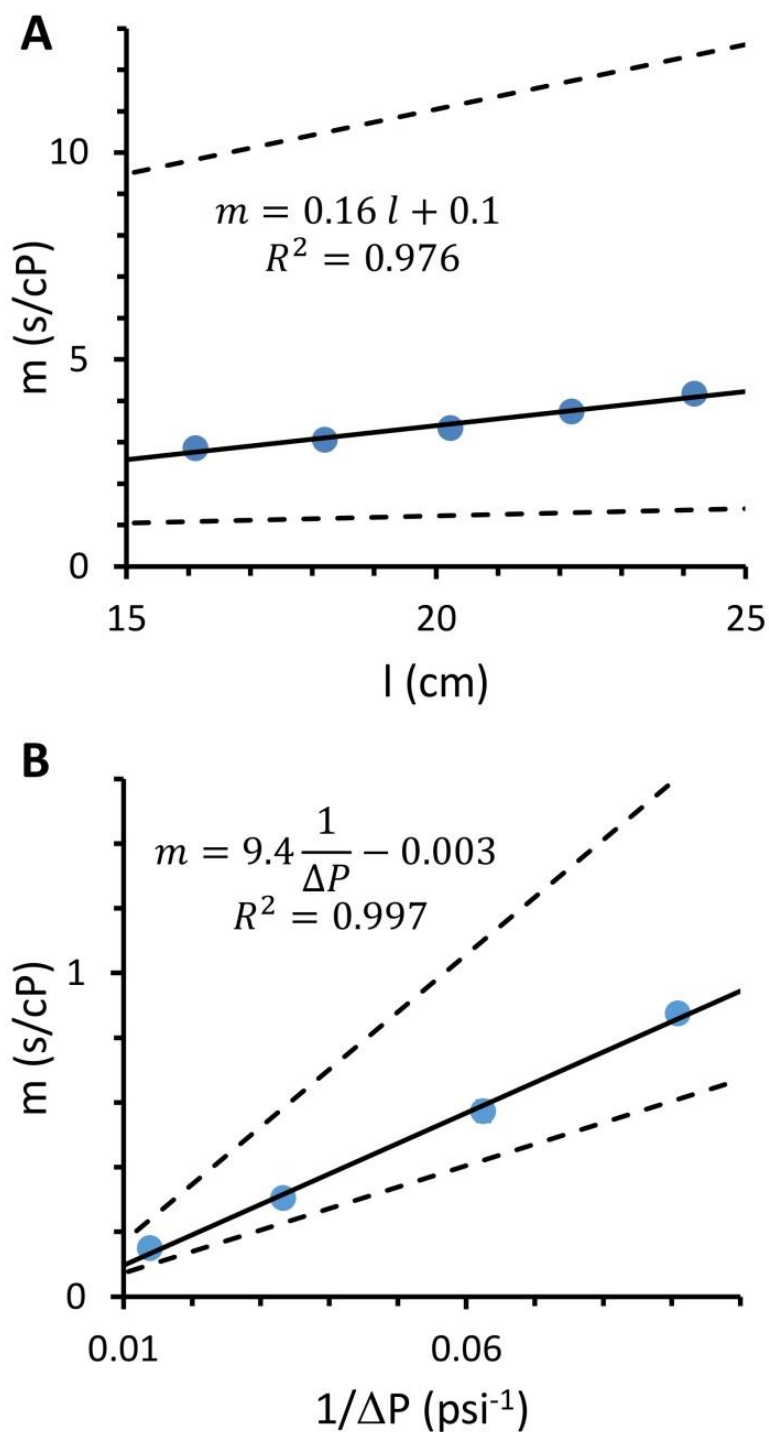 A
10
5
0
m (s/cP)
m = 0.16 l + 0.1
R² = 0.976
15 20 25
l (cm)
B
1
0
m (s/cP)
m = 9.4 1/ΔP − 0.003
R² = 0.997
0.01 0.06
1/ΔP (psi⁻¹)